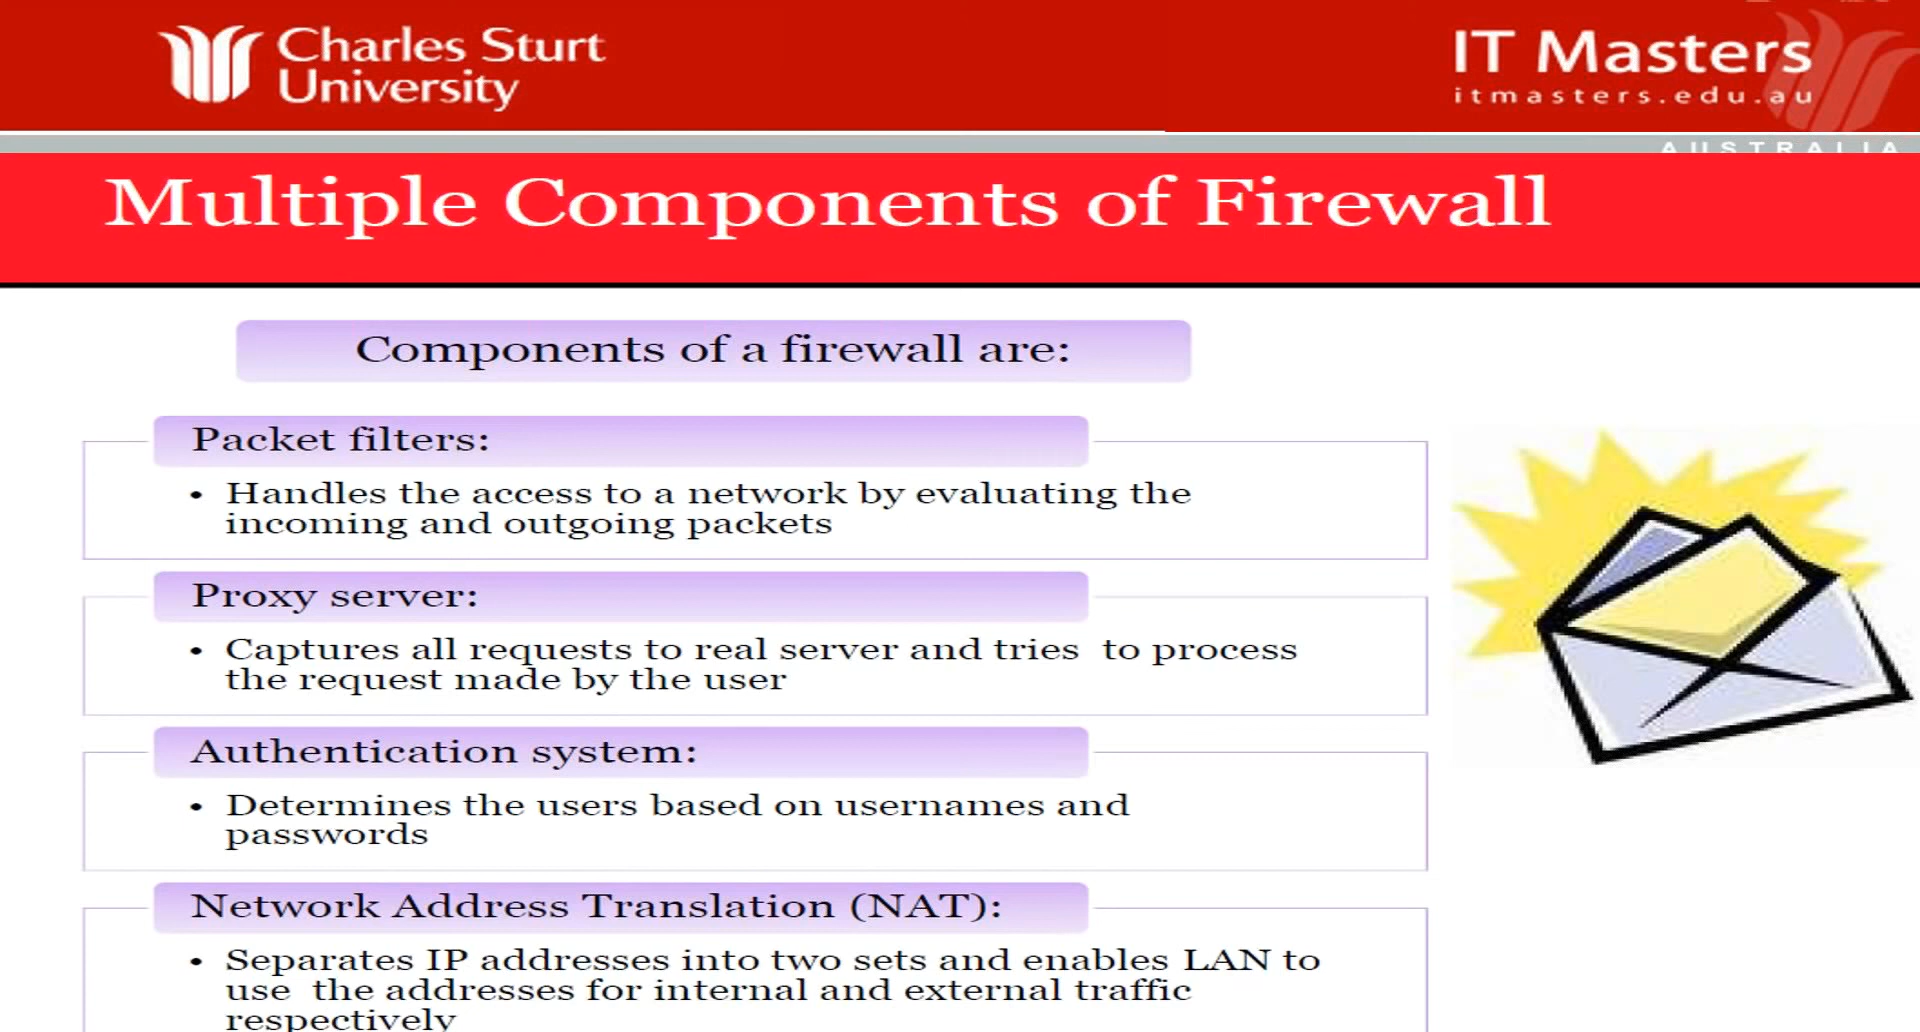 Charles Sturt
University
IT Masters
itmasters.edu.au
AUSTRALIA
Multiple Components of Firewall
Components of a firewall are:
Packet filters:
• Handles the access to a network by evaluating the
incoming and outgoing packets
Proxy server:
• Captures all requests to real server and tries  to process
the request made by the user
Authentication system:
• Determines the users based on usernames and
passwords
Network Address Translation (NAT):
• Separates IP addresses into two sets and enables LAN to
use  the addresses for internal and external traffic
respectively